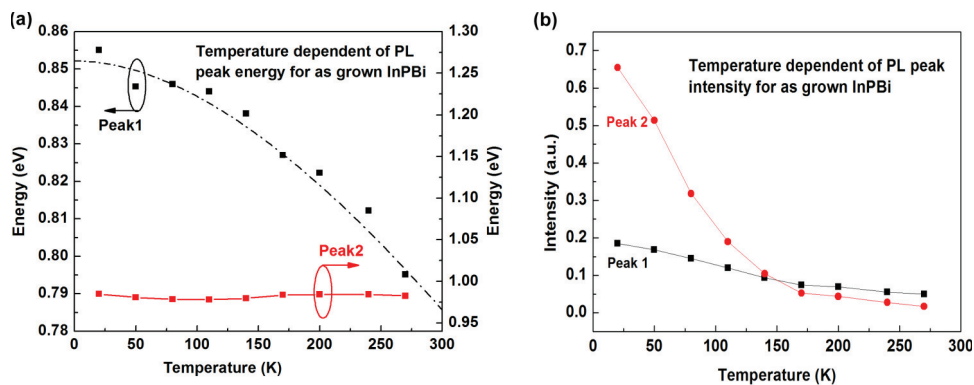 (a)
Temperature dependent of PL
peak energy for as grown InPBi
Peak1
Peak2
0.86
0.85
0.84
0.83
0.82
0.81
0.80
0.79
0.78
Energy (eV)
1.30
1.25
1.20
1.15
1.10
1.05
1.00
0.95
Energy (eV)
0 50 100 150 200 250 300
Temperature (K)
(b)
Temperature dependent of PL peak
intensity for as grown InPBi
Peak 2
Peak 1
0.7
0.6
0.5
0.4
0.3
0.2
0.1
0.0
Intensity (a.u.)
0 50 100 150 200 250 300
Temperature (K)